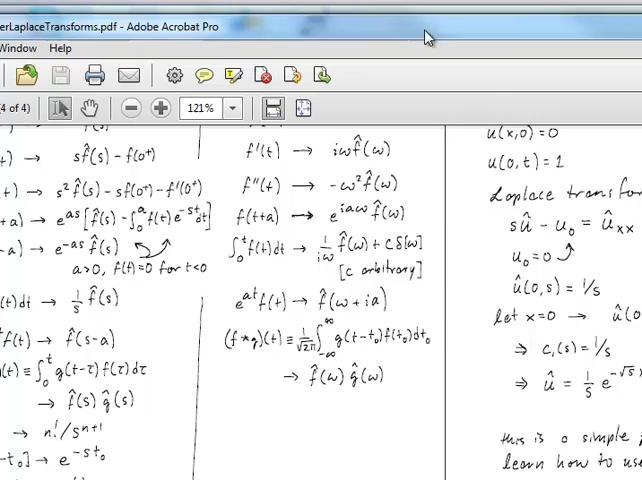 erLaplaceTransforms.pdf - Adobe Acrobat Pro
Window Help
(4 of 4) 121%
+) → sf̂(s) - f(0+)
+) → s²f̂(s) - sf(0+) - f'(0+)
+a) → e^{as}[f̂(s) - ∫₀^a f(t)e^{-st}dt]
-a) → e^{-as} f̂(s)
a>0, f(t)=0 for t<0
(t)dt → 1/s f̂(s)
f(t) → f̂(s-a)
(t) ≡ ∫₀^t g(t-τ)f(τ)dτ
→ f̂(s) ĝ(s)
→ n!/s^{n+1}
-t₀] → e^{-st₀}
f'(t) → iωf̂(ω)
f''(t) → -ω²f̂(ω)
f(t+a) → e^{iaω}f̂(ω)
∫₀^t f(t)dt → 1/iω f̂(ω) + cδ[ω]
[c arbitrary]
e^{at}f(t) → f̂(ω+ia)
(f*g)(t) ≡ 1/√2π ∫_{-∞}^{∞} g(t-t₀)f(t₀)dt₀
→ f̂(ω) ĝ(ω)
u(x,0)=0
u(0,t)=1
Laplace transfor
sû - u₀ = û_xx
u₀=0
û(0,s) = 1/s
let x=0 → û(0
⇒ c₁(s) = 1/s
⇒ û = 1/s e^{-√s
this is a simple
learn how to use